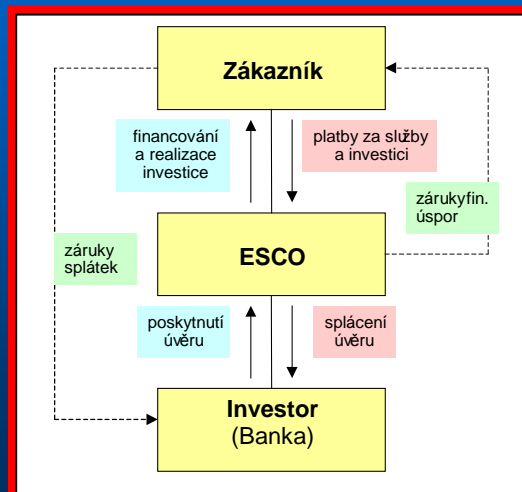 Zákazník
financování
a realizace
investice
platby za služby
a investici
zárukyfin.
úspor
záruky
splátek
ESCO
poskytnutí
úvěru
splácení
úvěru
Investor
(Banka)